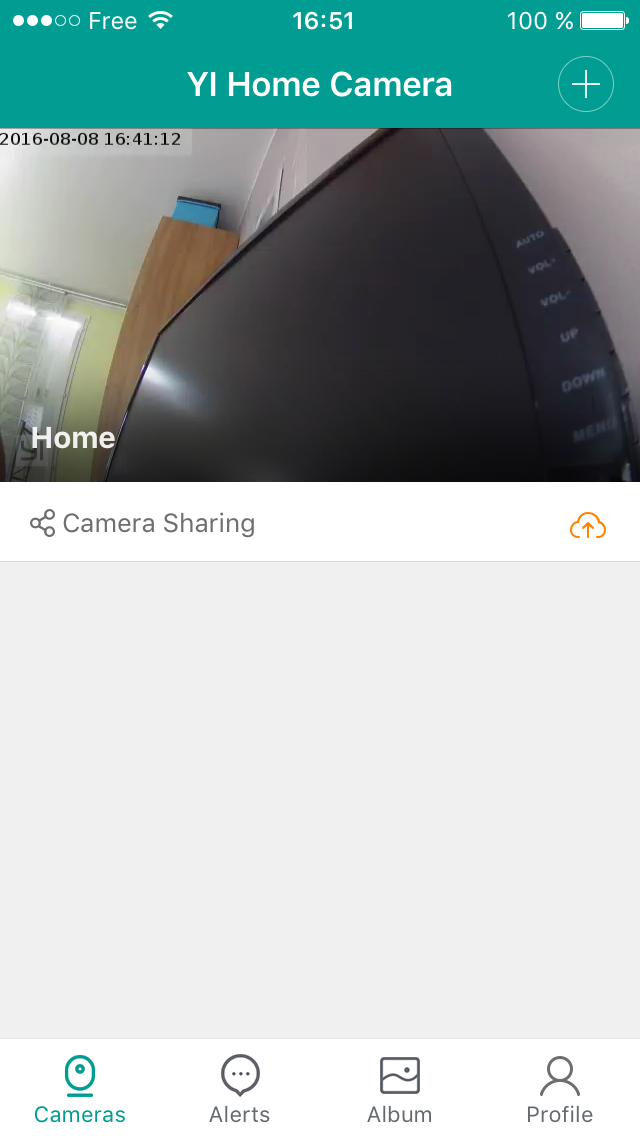 Free 16:51 100 %
YI Home Camera
2016-08-08 16:41:12
AUTO
VOL+
VOL-
UP
DOWN
MENU
Home
Camera Sharing
Cameras Alerts Album Profile